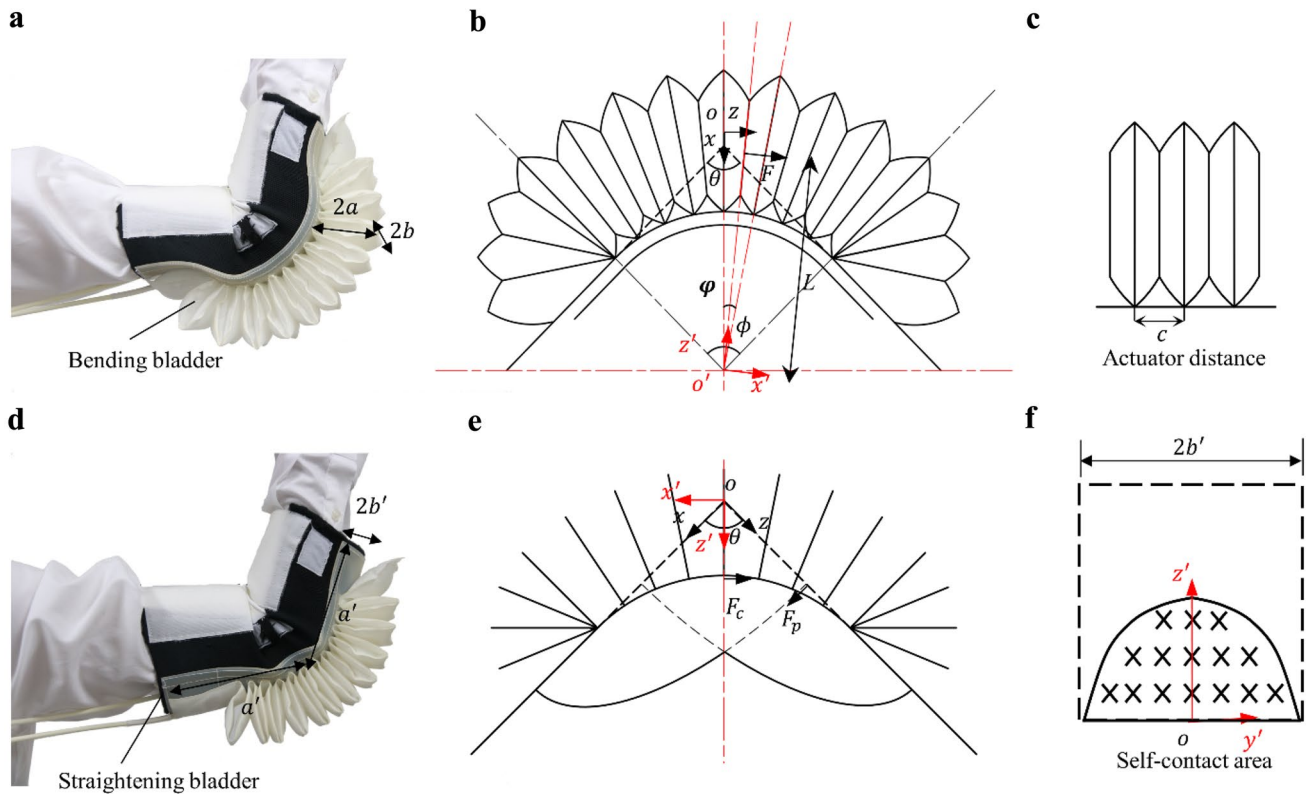 a
2a
2b
Bending bladder
b
o
z
x
θ
F
φ
L
ϕ
z'
o'
x'
c
c
Actuator distance
d
2b'
a'
a'
Straightening bladder
e
o
x'
x
z
z'
θ
F_c
F_p
f
2b'
z'
o
y'
Self-contact area